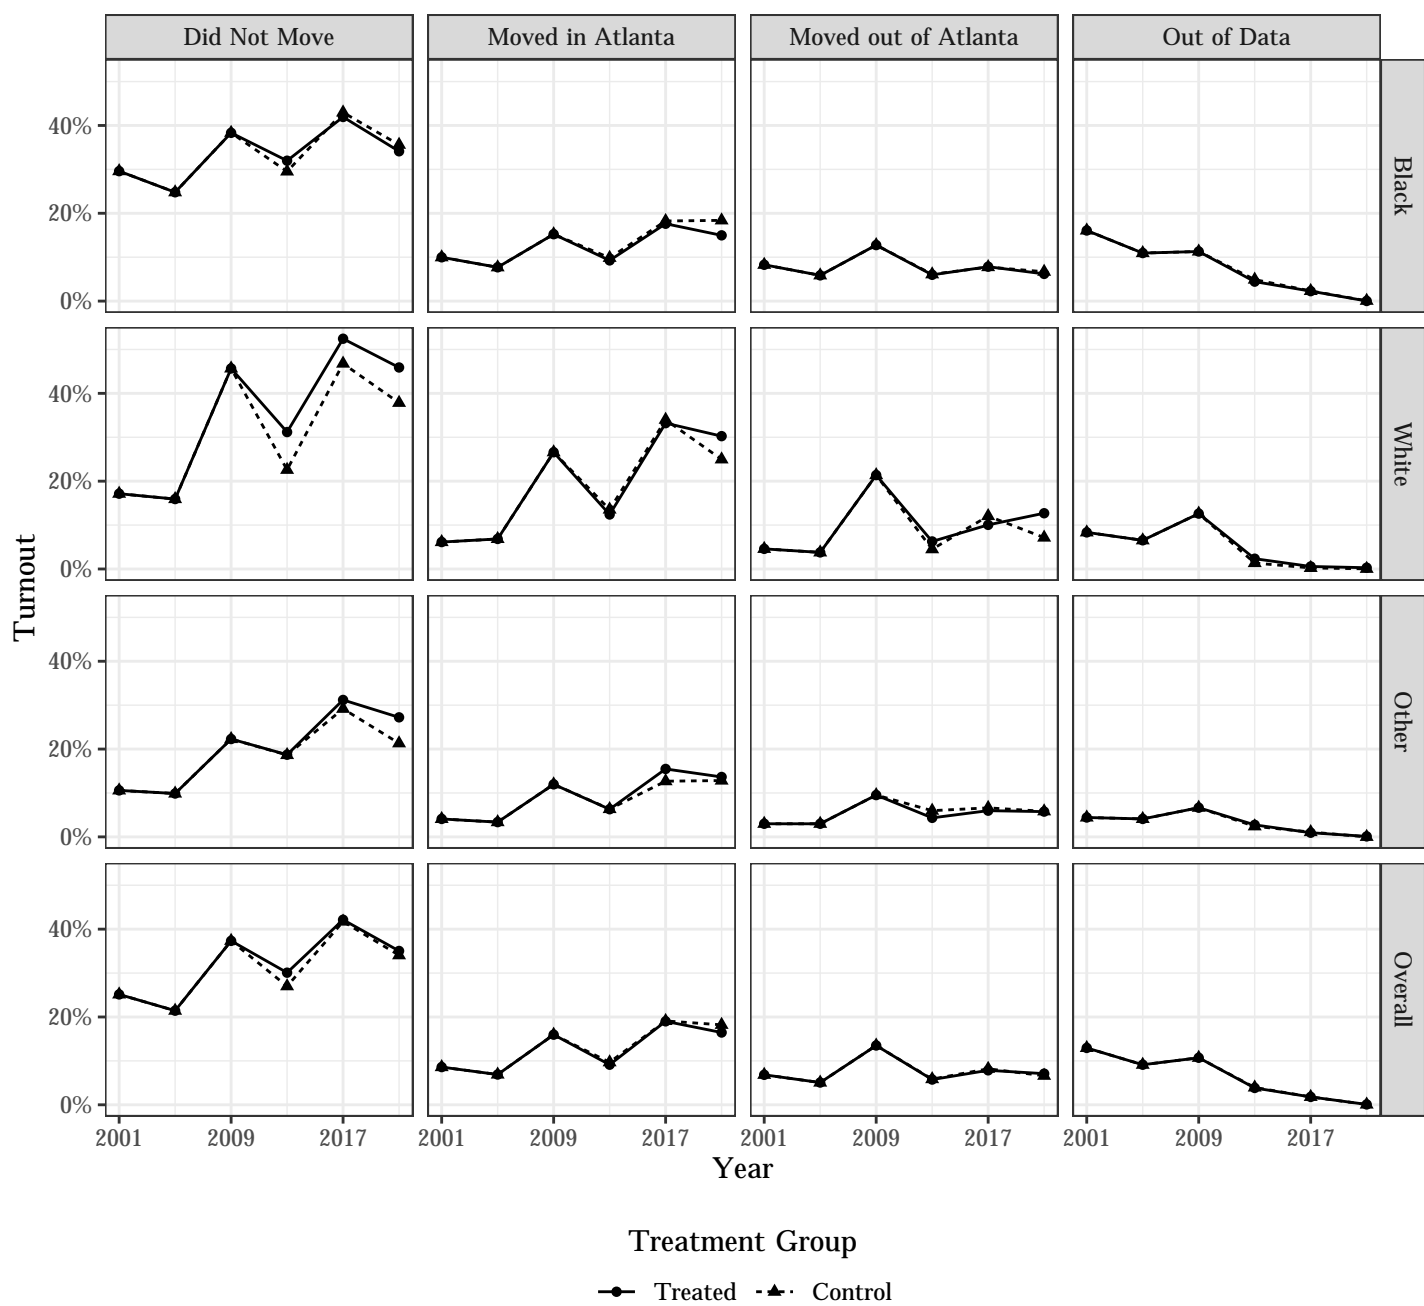 Did Not Move Moved in Atlanta Moved out of Atlanta Out of Data
40%
20%
0%
Black
40%
20%
0%
White
40%
20%
0%
Other
40%
20%
0%
Overall
Turnout
2001 2009 2017 2001 2009 2017 2001 2009 2017 2001 2009 2017
Year
Treatment Group
Treated Control